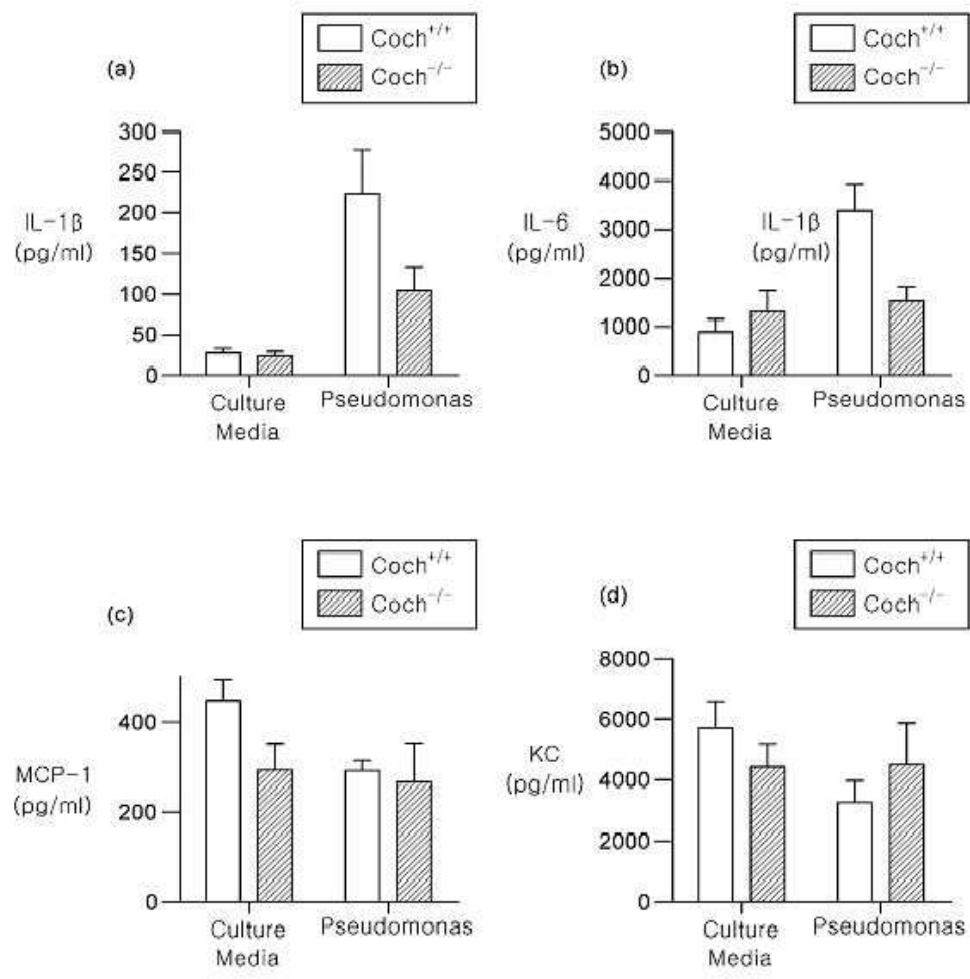 (a)
Coch+/+
Coch-/-
300
250
200
150
100
50
0
IL-1β
(pg/ml)
Culture
Media
Pseudomonas
(b)
Coch+/+
Coch-/-
5000
4000
3000
2000
1000
0
IL-6
(pg/ml)
IL-1β
(pg/ml)
Culture
Media
Pseudomonas
(c)
Coch+/+
Coch-/-
400
200
0
MCP-1
(pg/ml)
Culture
Media
Pseudomonas
(d)
Coch+/+
Coch-/-
8000
6000
4000
2000
0
KC
(pg/ml)
Culture
Media
Pseudomonas